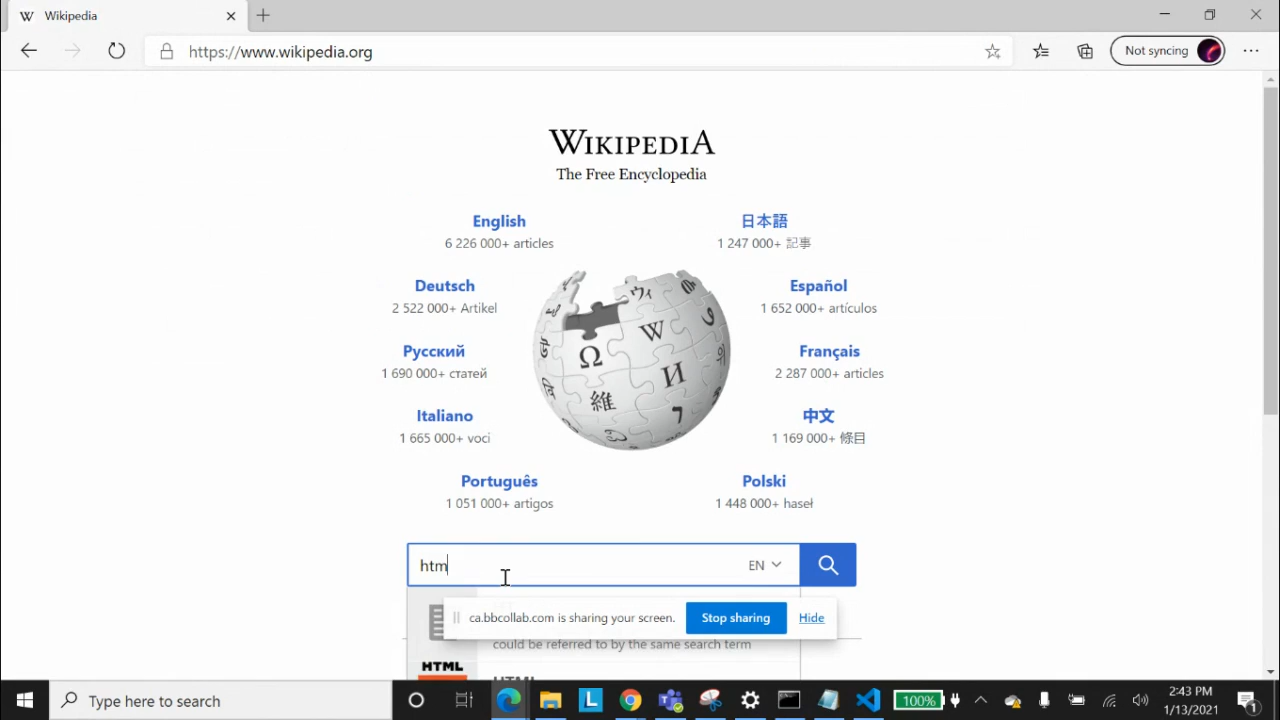 Wikipedia
https://www.wikipedia.org
Not syncing
WIKIPEDIA
The Free Encyclopedia
English
6 226 000+ articles
日本語
1 247 000+ 記事
Deutsch
2 522 000+ Artikel
Español
1 652 000+ artículos
Русский
1 690 000+ статей
Français
2 287 000+ articles
Italiano
1 665 000+ voci
中文
1 169 000+ 條目
Português
1 051 000+ artigos
Polski
1 448 000+ haseł
htm
EN
ca.bbcollab.com is sharing your screen.
Stop sharing
Hide
could be referred to by the same search term
HTML
HTML
Type here to search
100%
2:43 PM
1/13/2021
1